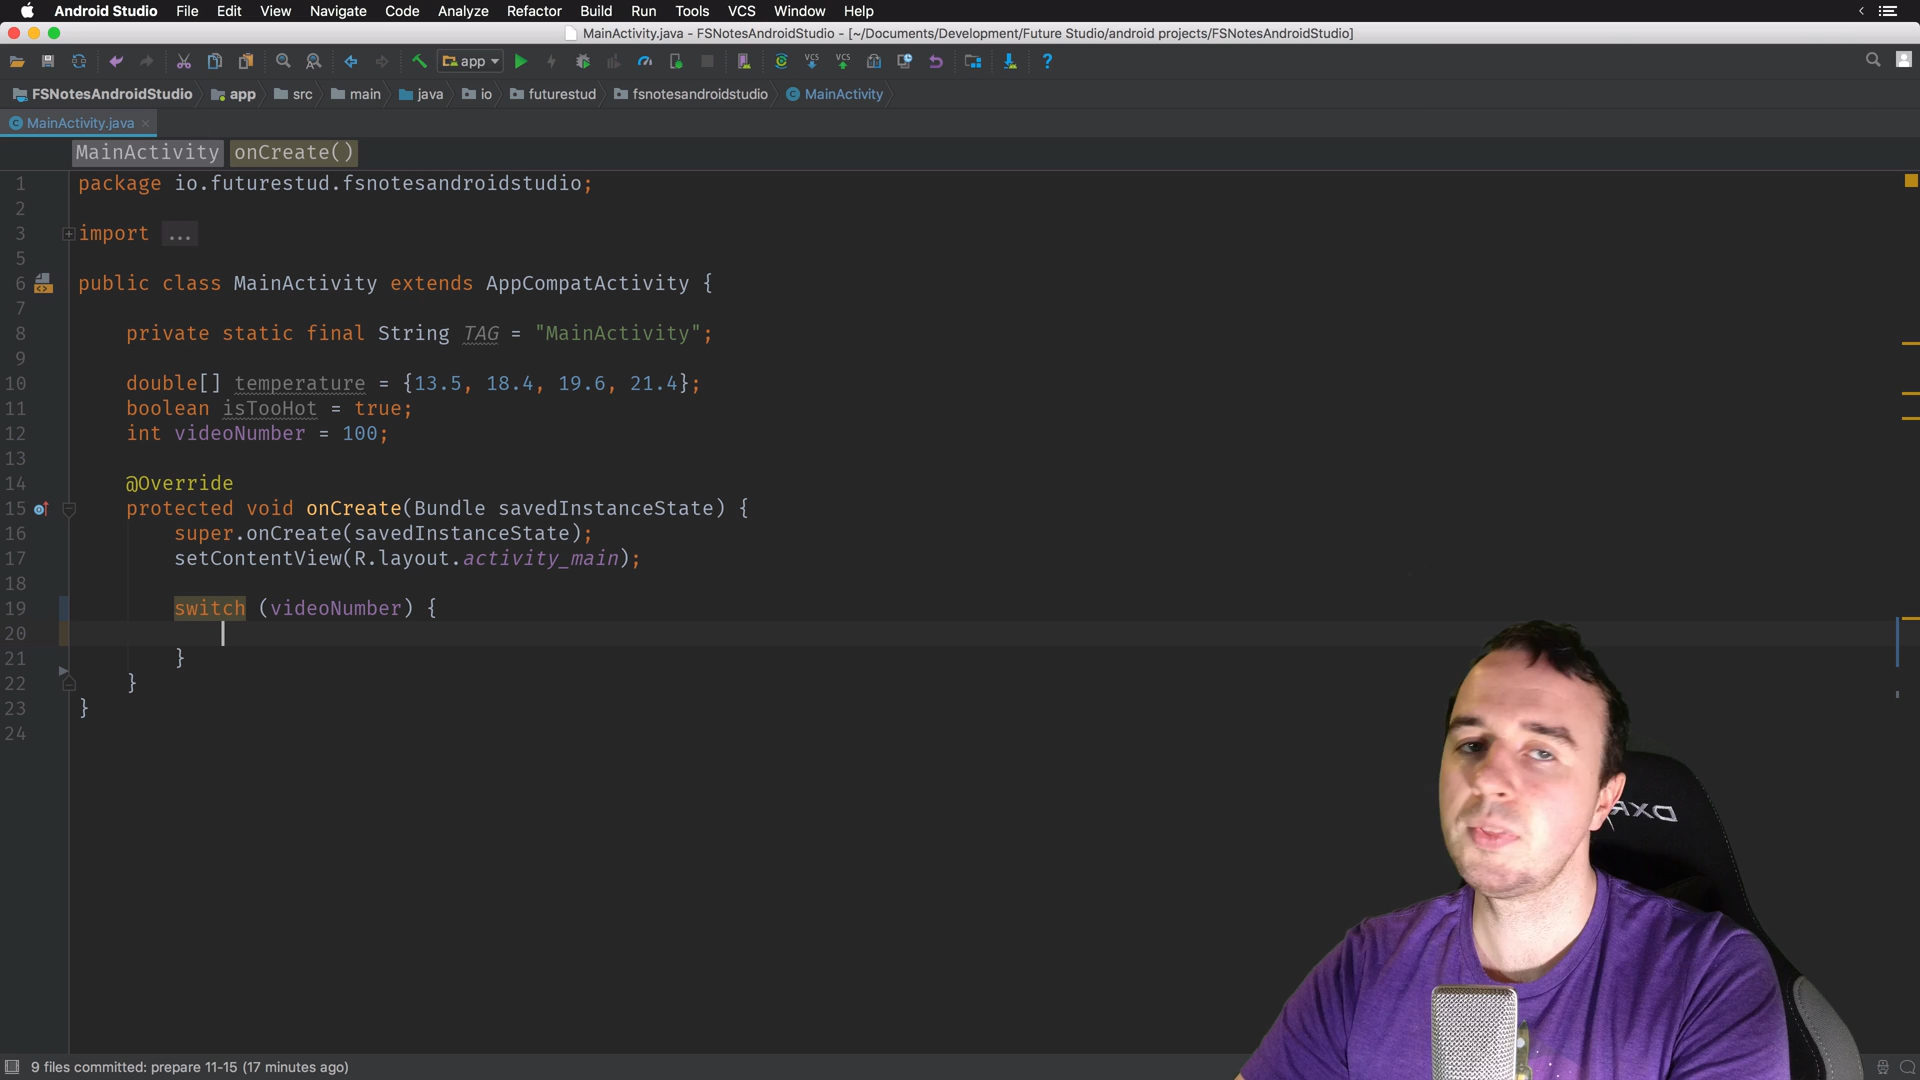 Android Studio File Edit View Navigate Code Analyze Refactor Build Run Tools VCS Window Help
MainActivity.java - FSNotesAndroidStudio - [~/Documents/Development/Future Studio/android projects/FSNotesAndroidStudio]
app VCS VCS ?
FSNotesAndroidStudio app src main java io futurestud fsnotesandroidstudio MainActivity
MainActivity.java
MainActivity onCreate()
1 package io.futurestud.fsnotesandroidstudio;
2
3 import ...
5
6 public class MainActivity extends AppCompatActivity {
7
8 private static final String TAG = "MainActivity";
9
10 double[] temperature = {13.5, 18.4, 19.6, 21.4};
11 boolean isTooHot = true;
12 int videoNumber = 100;
13
14 @Override
15 protected void onCreate(Bundle savedInstanceState) {
16 super.onCreate(savedInstanceState);
17 setContentView(R.layout.activity_main);
18
19 switch (videoNumber) {
20
21 }
22 }
23 }
24
9 files committed: prepare 11-15 (17 minutes ago)